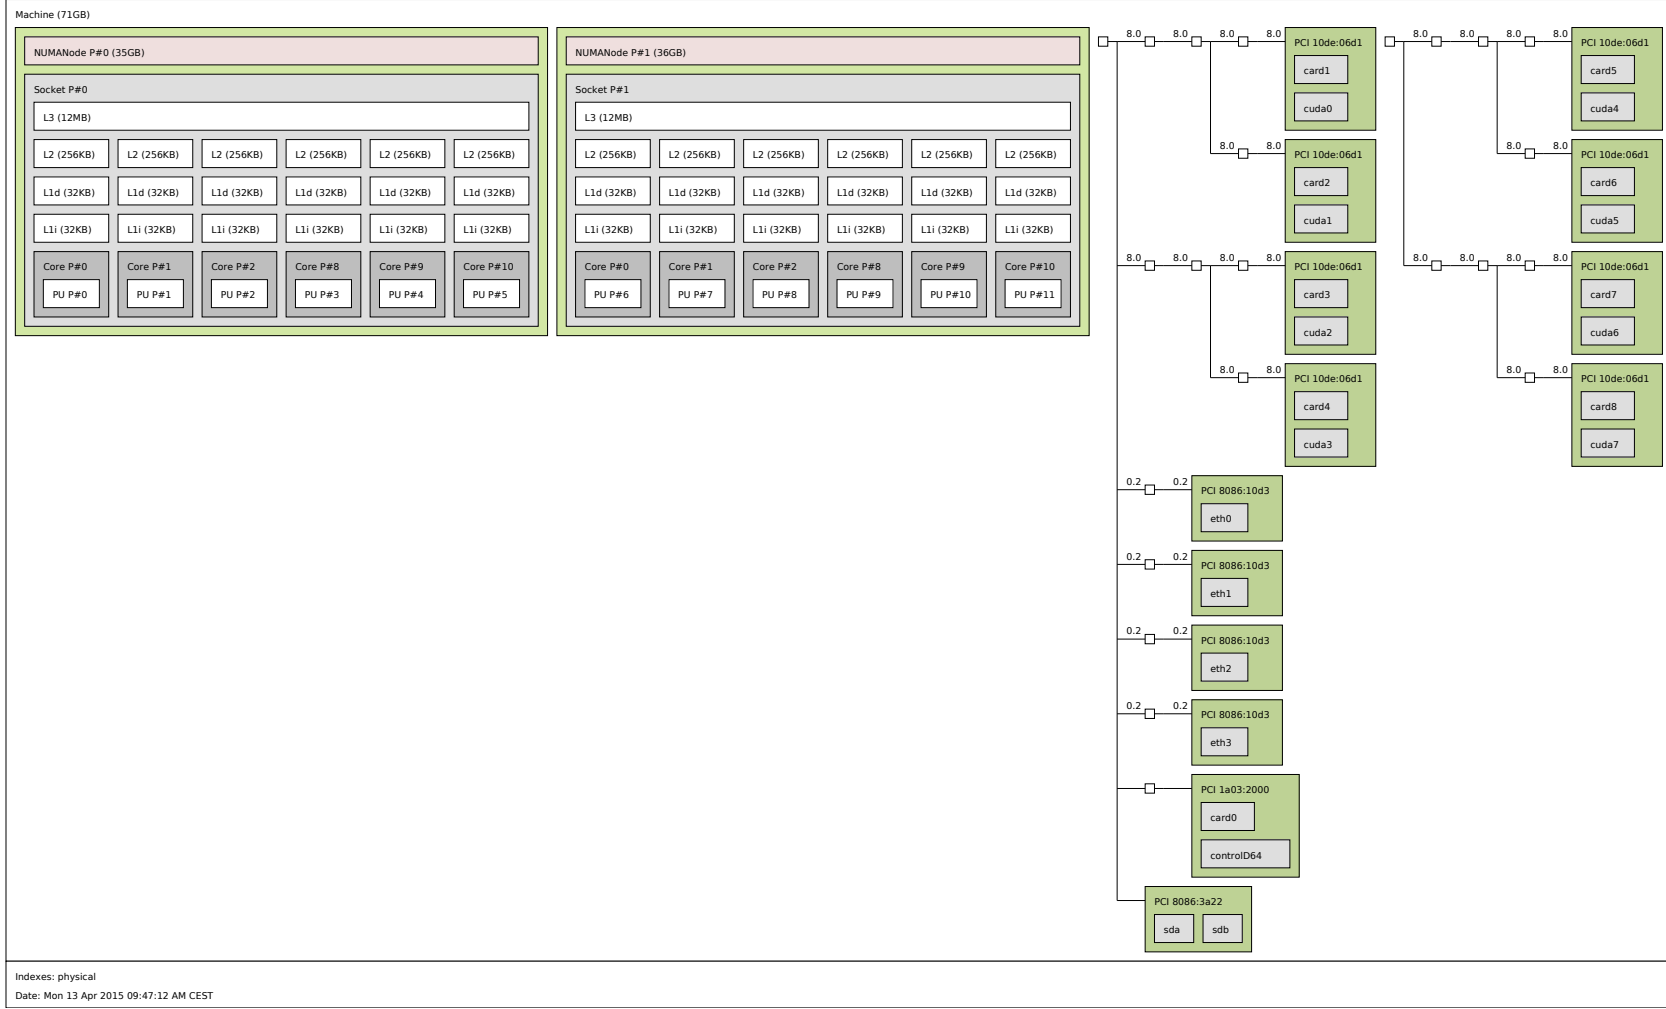 Machine (71GB)
NUMANode P#0 (35GB)
Socket P#0
L3 (12MB)
L2 (256KB) L2 (256KB) L2 (256KB) L2 (256KB) L2 (256KB) L2 (256KB)
L1d (32KB) L1d (32KB) L1d (32KB) L1d (32KB) L1d (32KB) L1d (32KB)
L1i (32KB) L1i (32KB) L1i (32KB) L1i (32KB) L1i (32KB) L1i (32KB)
Core P#0 Core P#1 Core P#2 Core P#8 Core P#9 Core P#10
PU P#0 PU P#1 PU P#2 PU P#3 PU P#4 PU P#5
NUMANode P#1 (36GB)
Socket P#1
L3 (12MB)
L2 (256KB) L2 (256KB) L2 (256KB) L2 (256KB) L2 (256KB) L2 (256KB)
L1d (32KB) L1d (32KB) L1d (32KB) L1d (32KB) L1d (32KB) L1d (32KB)
L1i (32KB) L1i (32KB) L1i (32KB) L1i (32KB) L1i (32KB) L1i (32KB)
Core P#0 Core P#1 Core P#2 Core P#8 Core P#9 Core P#10
PU P#6 PU P#7 PU P#8 PU P#9 PU P#10 PU P#11
8.0 8.0 8.0 8.0
PCI 10de:06d1
card1
cuda0
8.0 8.0
PCI 10de:06d1
card2
cuda1
8.0 8.0 8.0 8.0
PCI 10de:06d1
card3
cuda2
8.0 8.0
PCI 10de:06d1
card4
cuda3
0.2 0.2
PCI 8086:10d3
eth0
0.2 0.2
PCI 8086:10d3
eth1
0.2 0.2
PCI 8086:10d3
eth2
0.2 0.2
PCI 8086:10d3
eth3
PCI 1a03:2000
card0
controlD64
PCI 8086:3a22
sda sdb
8.0 8.0 8.0 8.0
PCI 10de:06d1
card5
cuda4
8.0 8.0
PCI 10de:06d1
card6
cuda5
8.0 8.0 8.0 8.0
PCI 10de:06d1
card7
cuda6
8.0 8.0
PCI 10de:06d1
card8
cuda7
Indexes: physical
Date: Mon 13 Apr 2015 09:47:12 AM CEST